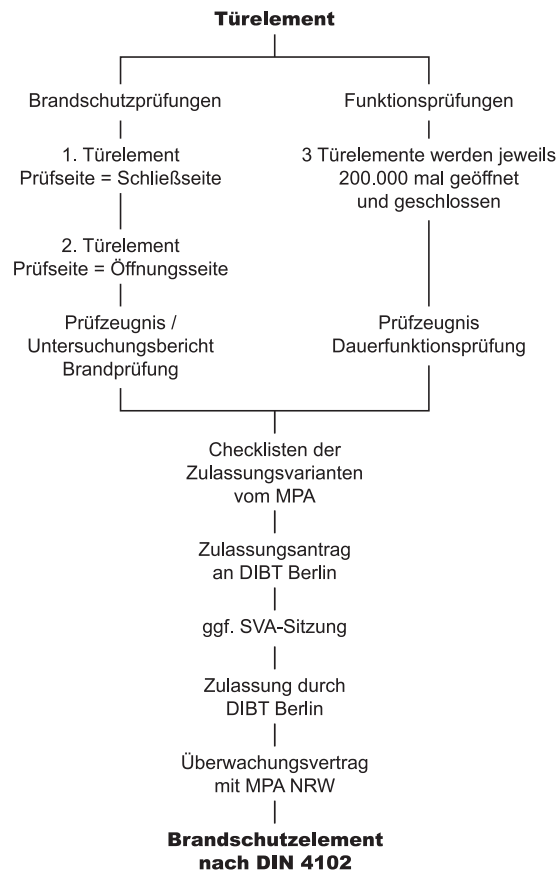 Türelement
Brandschutzprüfungen
1. Türelement
Prüfseite = Schließseite
2. Türelement
Prüfseite = Öffnungsseite
Prüfzeugnis /
Untersuchungsbericht
Brandprüfung
Funktionsprüfungen
3 Türelemente werden jeweils
200.000 mal geöffnet
und geschlossen
Prüfzeugnis
Dauerfunktionsprüfung
Checklisten der
Zulassungsvarianten
vom MPA
Zulassungsantrag
an DIBT Berlin
ggf. SVA-Sitzung
Zulassung durch
DIBT Berlin
Überwachungsvertrag
mit MPA NRW
Brandschutzelement
nach DIN 4102